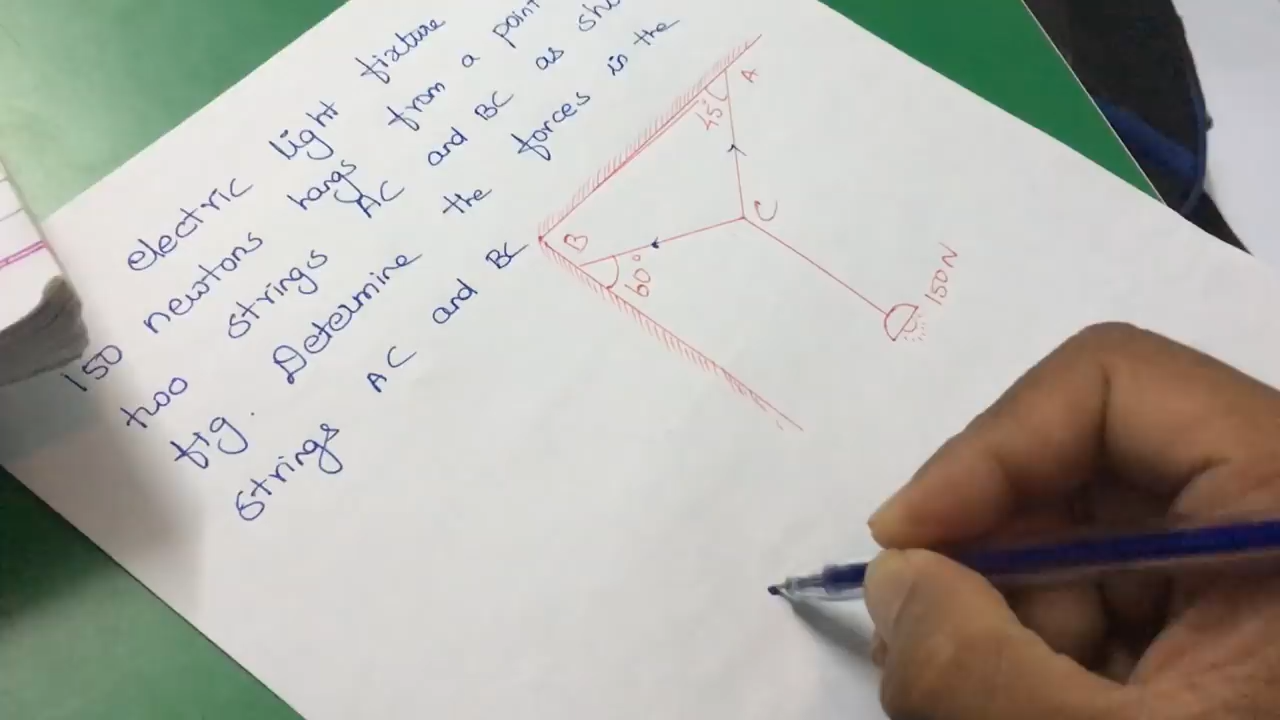 electric light fixture
150 newtons hangs from a point
two strings AC and BC as
fig. Determine the forces in the
strings AC and BC
A
45°
C
B
60°
150N